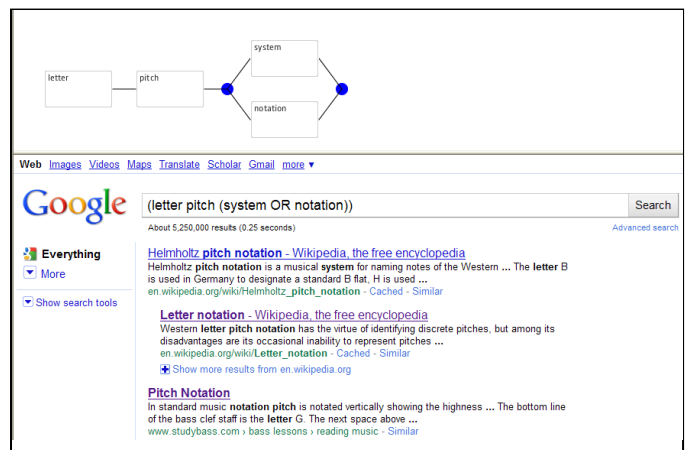 system
letter
pitch
notation
Web Images Videos Maps Translate Scholar Gmail more ▼
Google
(letter pitch (system OR notation))
Search
About 5,250,000 results (0.25 seconds)
Advanced search
Everything
More
Show search tools
Helmholtz pitch notation - Wikipedia, the free encyclopedia
Helmholtz pitch notation is a musical system for naming notes of the Western ... The letter B
is used in Germany to designate a standard B flat, H is used ...
en.wikipedia.org/wiki/Helmholtz_pitch_notation - Cached - Similar
Letter notation - Wikipedia, the free encyclopedia
Western letter pitch notation has the virtue of identifying discrete pitches, but among its
disadvantages are its occasional inability to represent pitches ...
en.wikipedia.org/wiki/Letter_notation - Cached - Similar
Show more results from en.wikipedia.org
Pitch Notation
In standard music notation pitch is notated vertically showing the highness ... The bottom line
of the bass clef staff is the letter G. The next space above ...
www.studybass.com › bass lessons › reading music - Similar